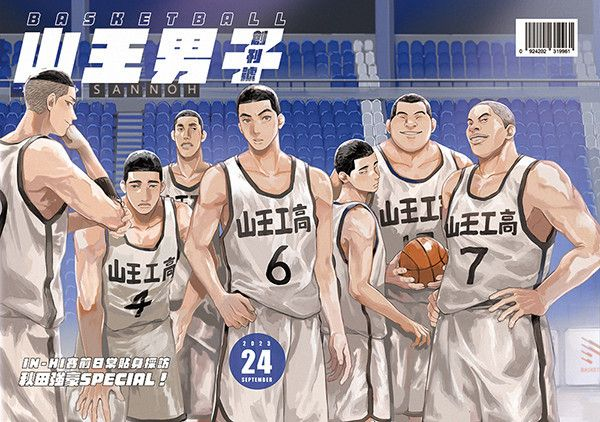 BASKETBALL
山王男子
創刊號
SANNOH
0 924202 319961
山王工高
4
山王工高
6
山王工
山王工高
7
2023
24
SEPTEMBER
IN-HI賽前日常貼身採訪
秋田強豪SPECIAL！